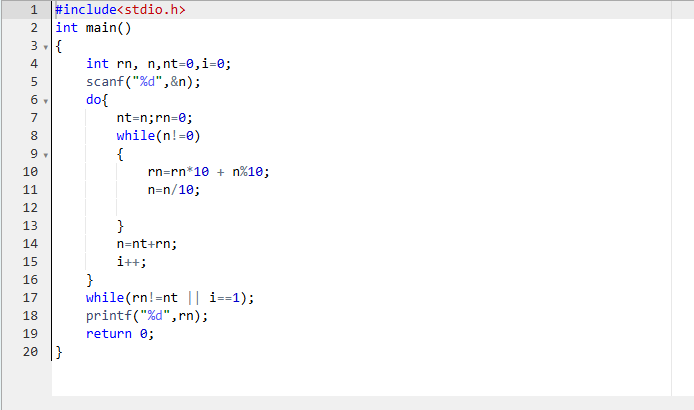 1 #include<stdio.h>
2 int main()
3 {
4     int rn, n,nt=0,i=0;
5     scanf("%d",&n);
6     do{
7         nt=n;rn=0;
8         while(n!=0)
9         {
10             rn=rn*10 + n%10;
11             n=n/10;
12
13         }
14         n=nt+rn;
15         i++;
16     }
17     while(rn!=nt || i==1);
18     printf("%d",rn);
19     return 0;
20 }